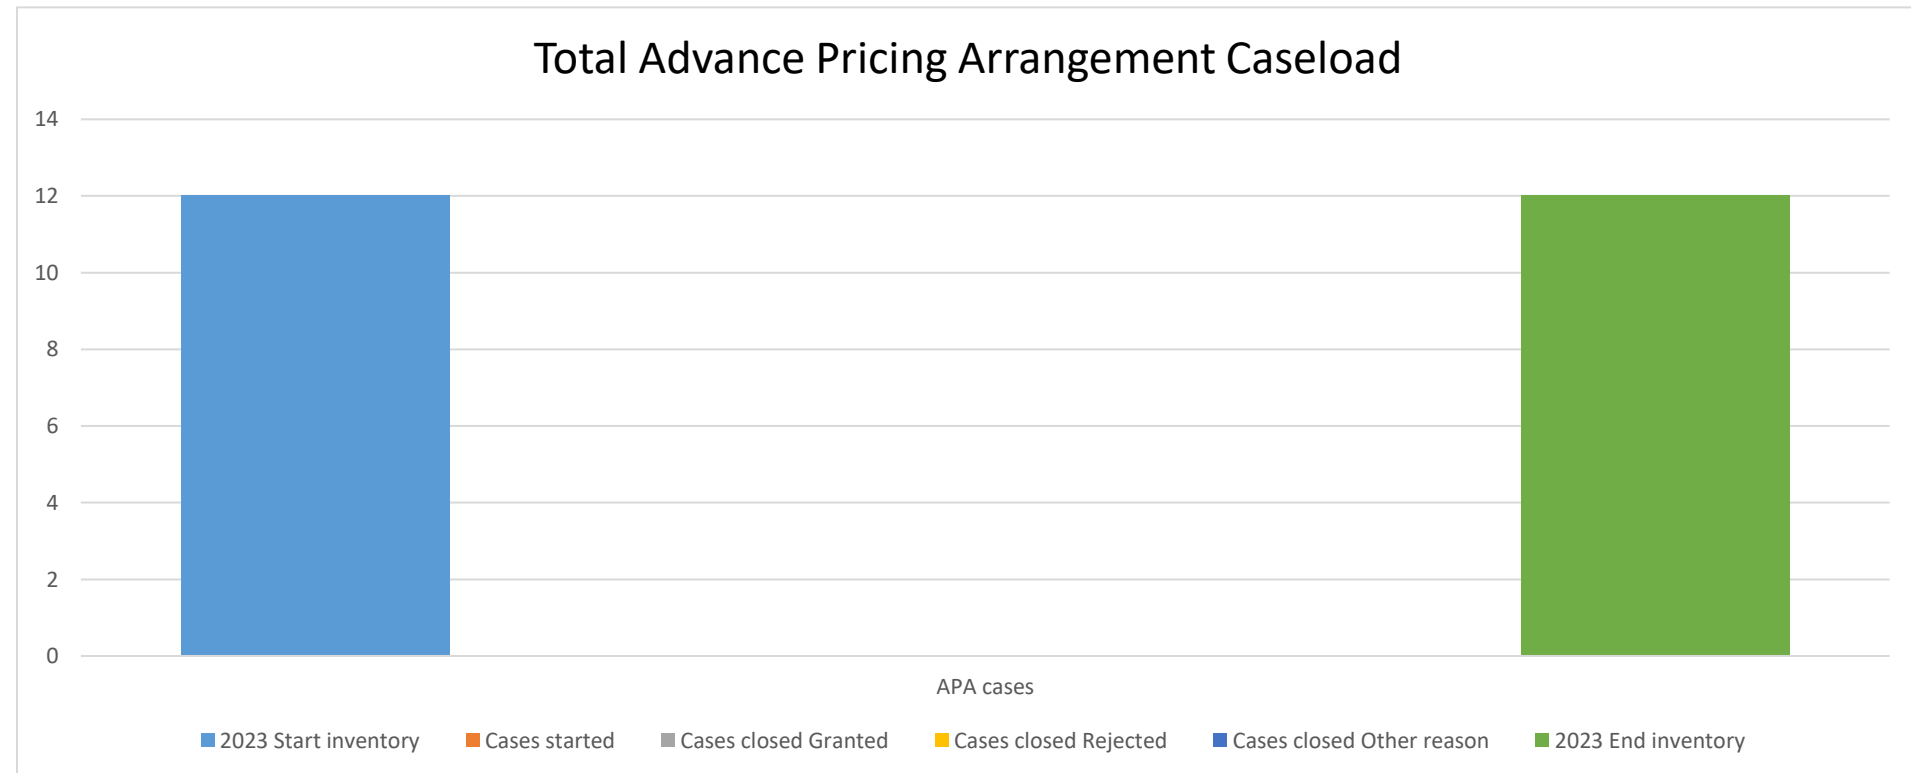 Total Advance Pricing Arrangement Caseload
14
12
10
8
6
4
2
0
APA cases
2023 Start inventory Cases started Cases closed Granted Cases closed Rejected Cases closed Other reason 2023 End inventory